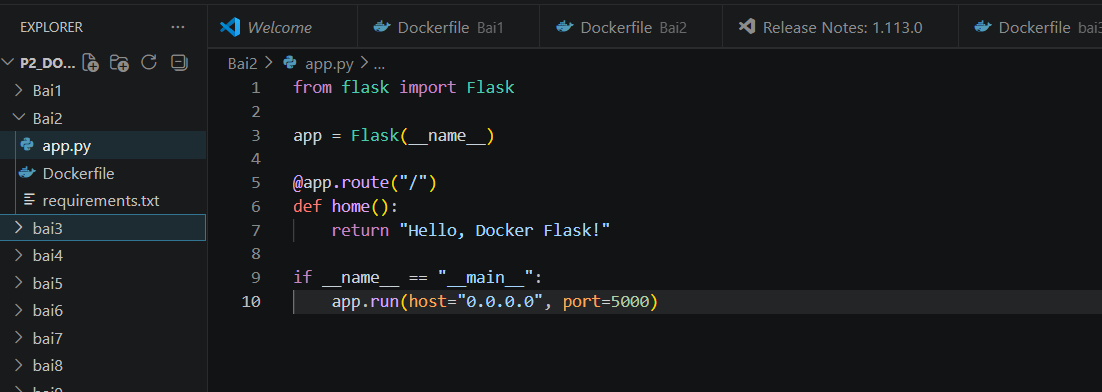 EXPLORER
Welcome
Dockerfile Bai1
Dockerfile Bai2
Release Notes: 1.113.0
Dockerfile bai3
P2_DO...
Bai1
Bai2
app.py
Dockerfile
requirements.txt
bai3
bai4
bai5
bai6
bai7
bai8
Bai2 > app.py > ...
1 from flask import Flask
2
3 app = Flask(__name__)
4
5 @app.route("/")
6 def home():
7 return "Hello, Docker Flask!"
8
9 if __name__ == "__main__":
10 app.run(host="0.0.0.0", port=5000)